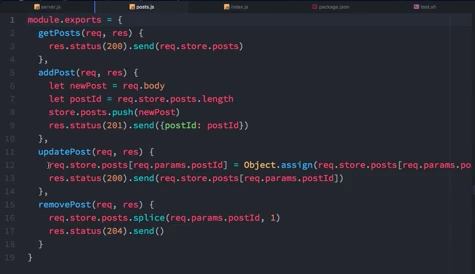 server.js posts.js index.js package.json test.sh
1 module.exports = {
2 getPosts(req, res) {
3 res.status(200).send(req.store.posts)
4 },
5 addPost(req, res) {
6 let newPost = req.body
7 let postId = req.store.posts.length
8 store.posts.push(newPost)
9 res.status(201).send({postId: postId})
10 },
11 updatePost(req, res) {
12 req.store.posts[req.params.postId] = Object.assign(req.store.posts[req.params.po
13 res.status(200).send(req.store.posts[req.params.postId])
14 },
15 removePost(req, res) {
16 req.store.posts.splice(req.params.postId, 1)
17 res.status(204).send()
18 }
19 }